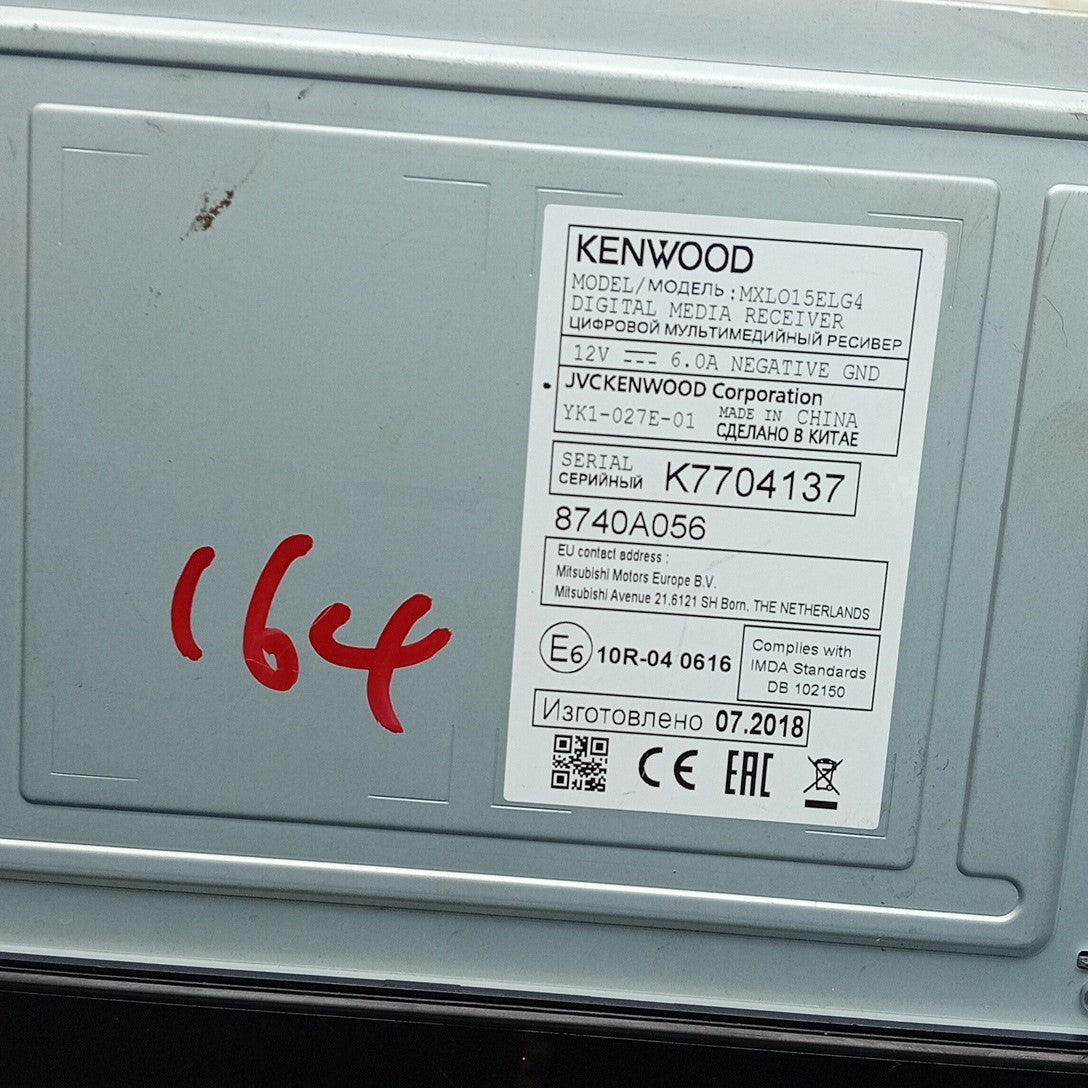 164
KENWOOD
MODEL/МОДЕЛЬ : MXL015ELG4
DIGITAL MEDIA RECEIVER
ЦИФРОВОЙ МУЛЬТИМЕДИЙНЫЙ РЕСИВЕР
12V 6.0A NEGATIVE GND
JVCKENWOOD Corporation
YK1-027E-01 MADE IN CHINA
СДЕЛАНО В КИТАЕ
SERIAL
СЕРИЙНЫЙ K7704137
8740A056
EU contact address :
Mitsubishi Motors Europe B.V.
Mitsubishi Avenue 21,6121 SH Born, THE NETHERLANDS
E6 10R-04 0616
Complies with
IMDA Standards
DB 102150
Изготовлено 07.2018
CE EAC